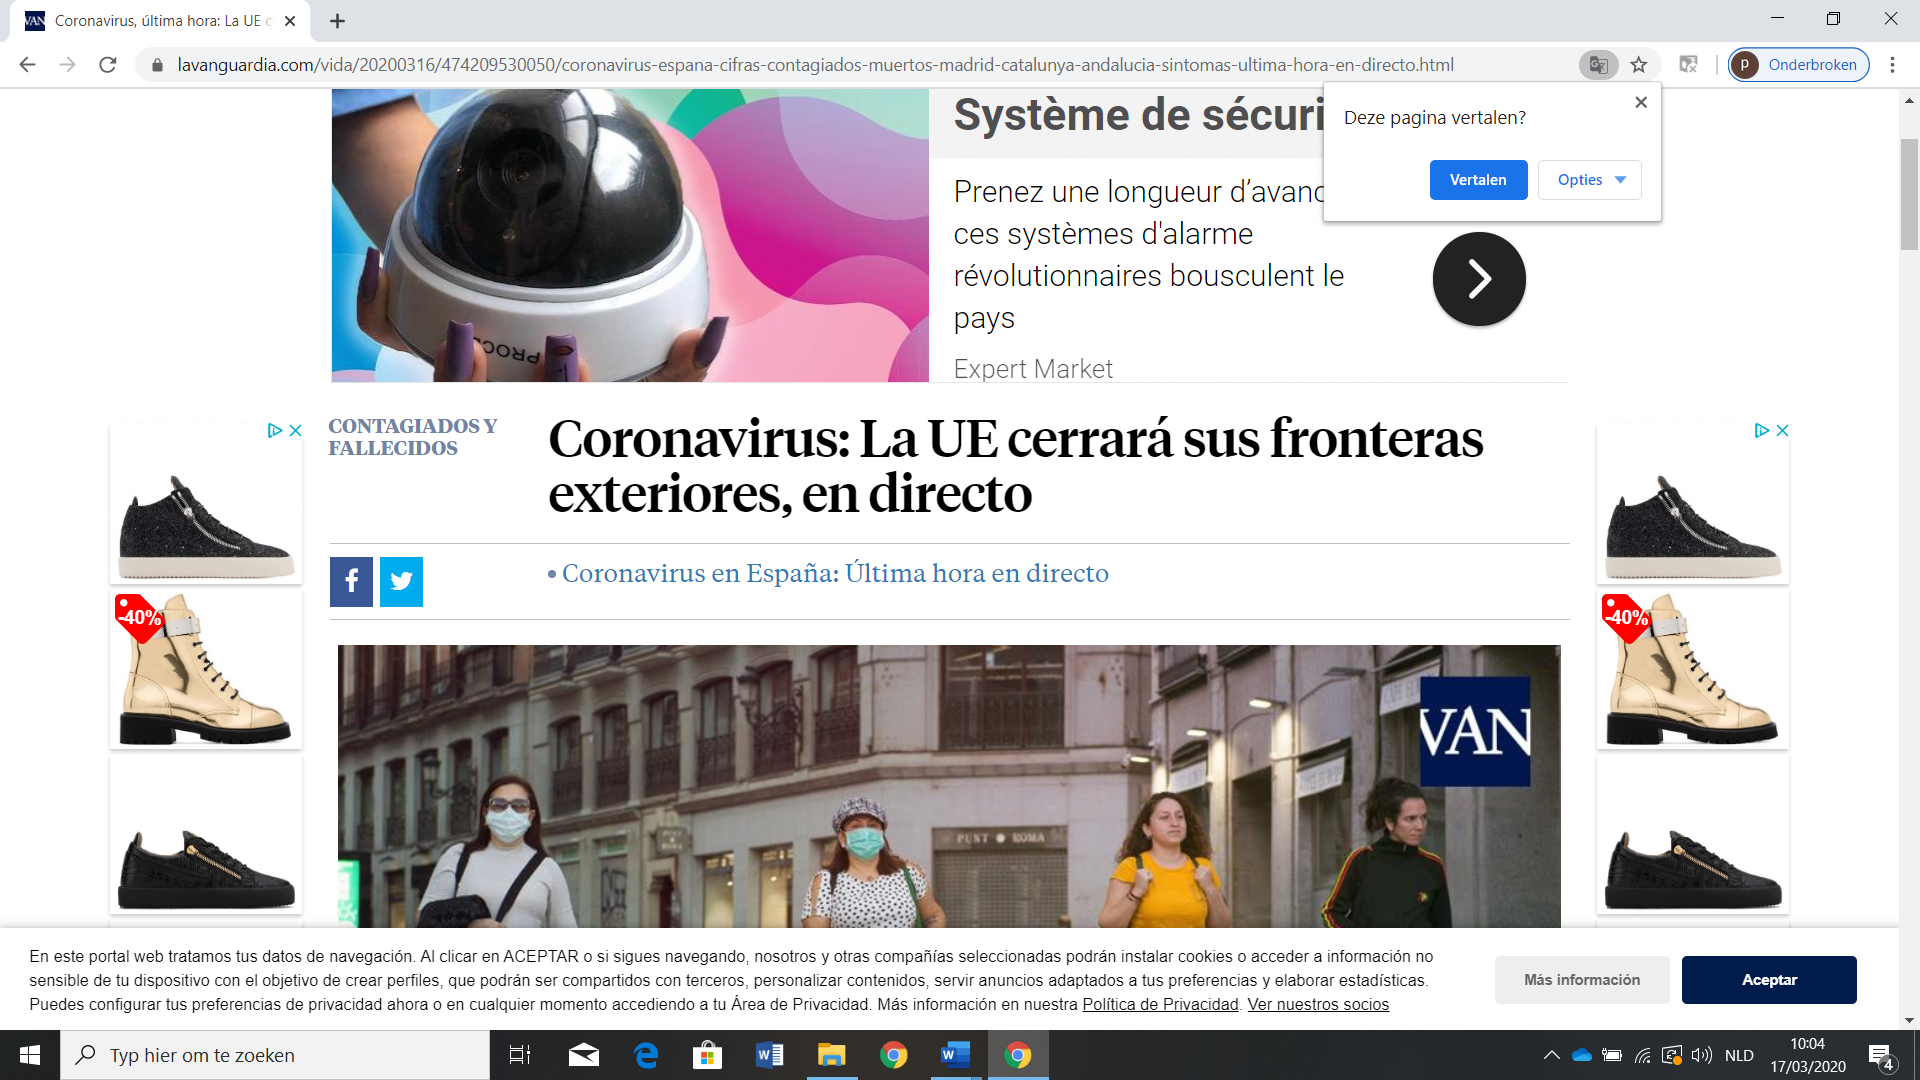 VAN
Coronavirus, última hora: La UE c
lavanguardia.com/vida/20200316/474209530050/coronavirus-espana-cifras-contagiados-muertos-madrid-catalunya-andalucia-sintomas-ultima-hora-en-directo.html
p
Onderbroken
Deze pagina vertalen?
Vertalen
Opties
Système de sécuri
Prenez une longueur d’avanc
ces systèmes d'alarme
révolutionnaires bousculent le
pays
Expert Market
PROC
CONTAGIADOS Y
FALLECIDOS
Coronavirus: La UE cerrará sus fronteras
exteriores, en directo
• Coronavirus en España: Última hora en directo
-40%
-40%
VAN
PUNT ROMA
PUNT
ROMA
En este portal web tratamos tus datos de navegación. Al clicar en ACEPTAR o si sigues navegando, nosotros y otras compañías seleccionadas podrán instalar cookies o acceder a información no
sensible de tu dispositivo con el objetivo de crear perfiles, que podrán ser compartidos con terceros, personalizar contenidos, servir anuncios adaptados a tus preferencias y elaborar estadísticas.
Puedes configurar tus preferencias de privacidad ahora o en cualquier momento accediendo a tu Área de Privacidad. Más información en nuestra Política de Privacidad. Ver nuestros socios
Más información
Aceptar
Typ hier om te zoeken
NLD
10:04
17/03/2020
4